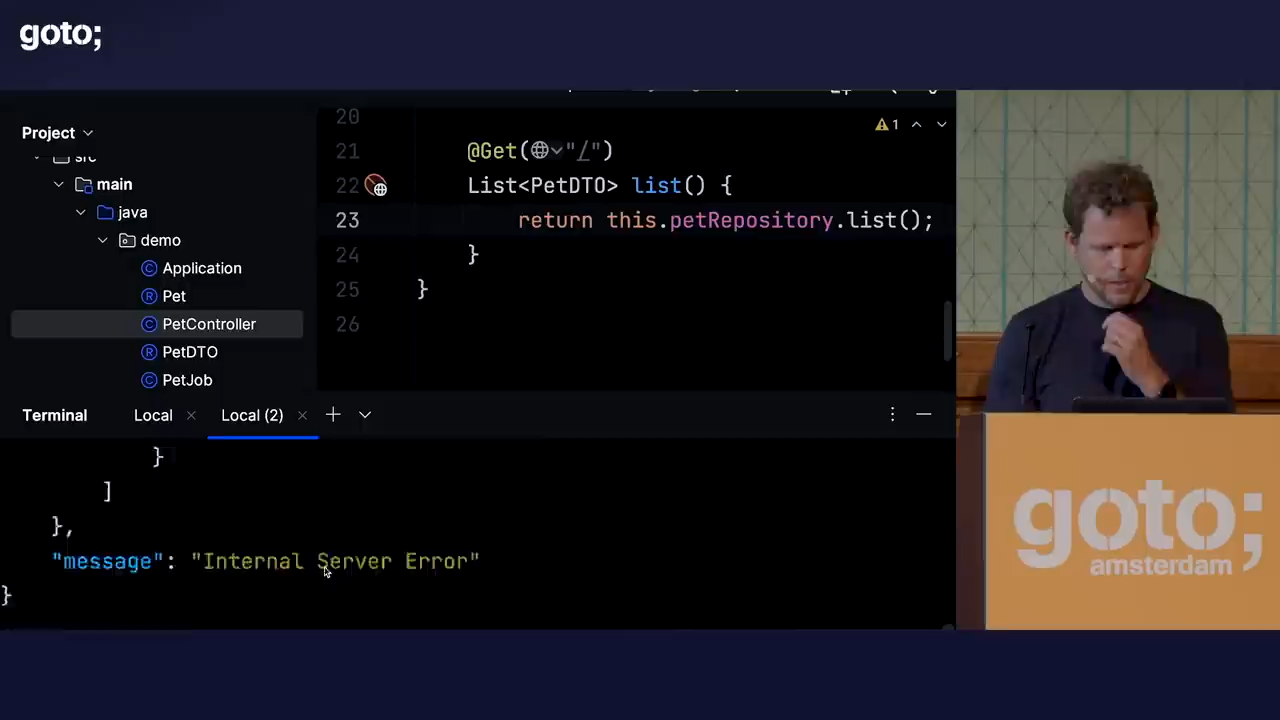 goto;
Project
src
main
java
demo
Application
Pet
PetController
PetDTO
PetJob
20
21 @Get("/")
22 List<PetDTO> list() {
23 return this.petRepository.list();
24 }
25 }
26
1
Terminal Local Local (2)
}
]
},
"message": "Internal Server Error"
}
goto;
amsterdam